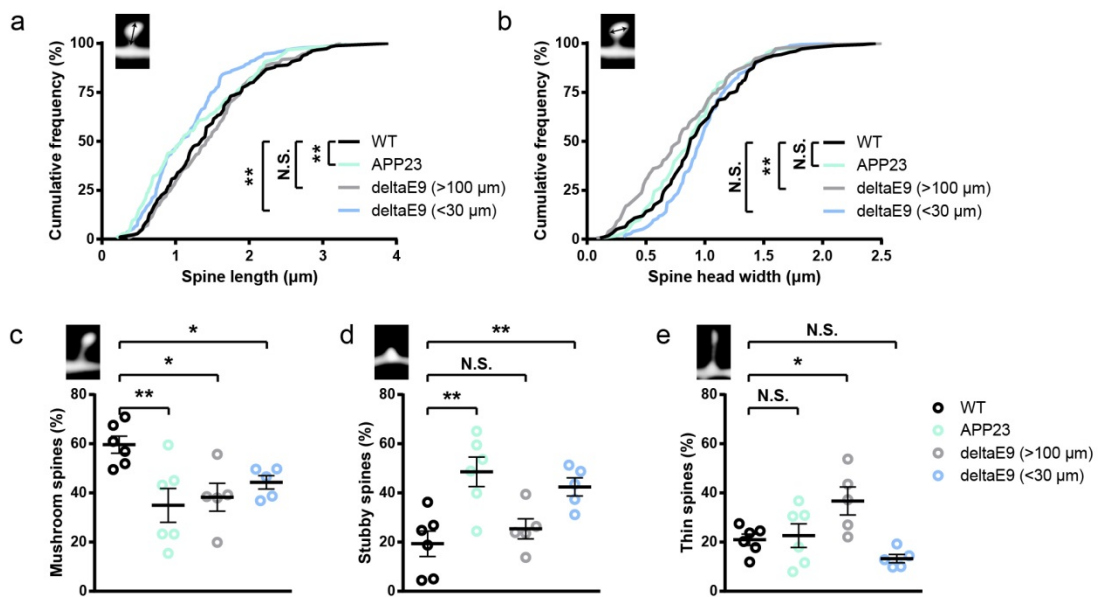 a
100
75
50
25
0
Cumulative frequency (%)
0
1
2
3
4
Spine length (µm)
**
N.S.
**
WT
APP23
deltaE9 (>100 µm)
deltaE9 (<30 µm)
b
100
75
50
25
0
Cumulative frequency (%)
0.0
0.5
1.0
1.5
2.0
2.5
Spine head width (µm)
N.S.
**
N.S.
WT
APP23
deltaE9 (>100 µm)
deltaE9 (<30 µm)
c
*
*
**
80
60
40
20
0
Mushroom spines (%)
d
**
N.S.
**
80
60
40
20
0
Stubby spines (%)
e
N.S.
*
N.S.
80
60
40
20
0
Thin spines (%)
WT
APP23
deltaE9 (>100 µm)
deltaE9 (<30 µm)